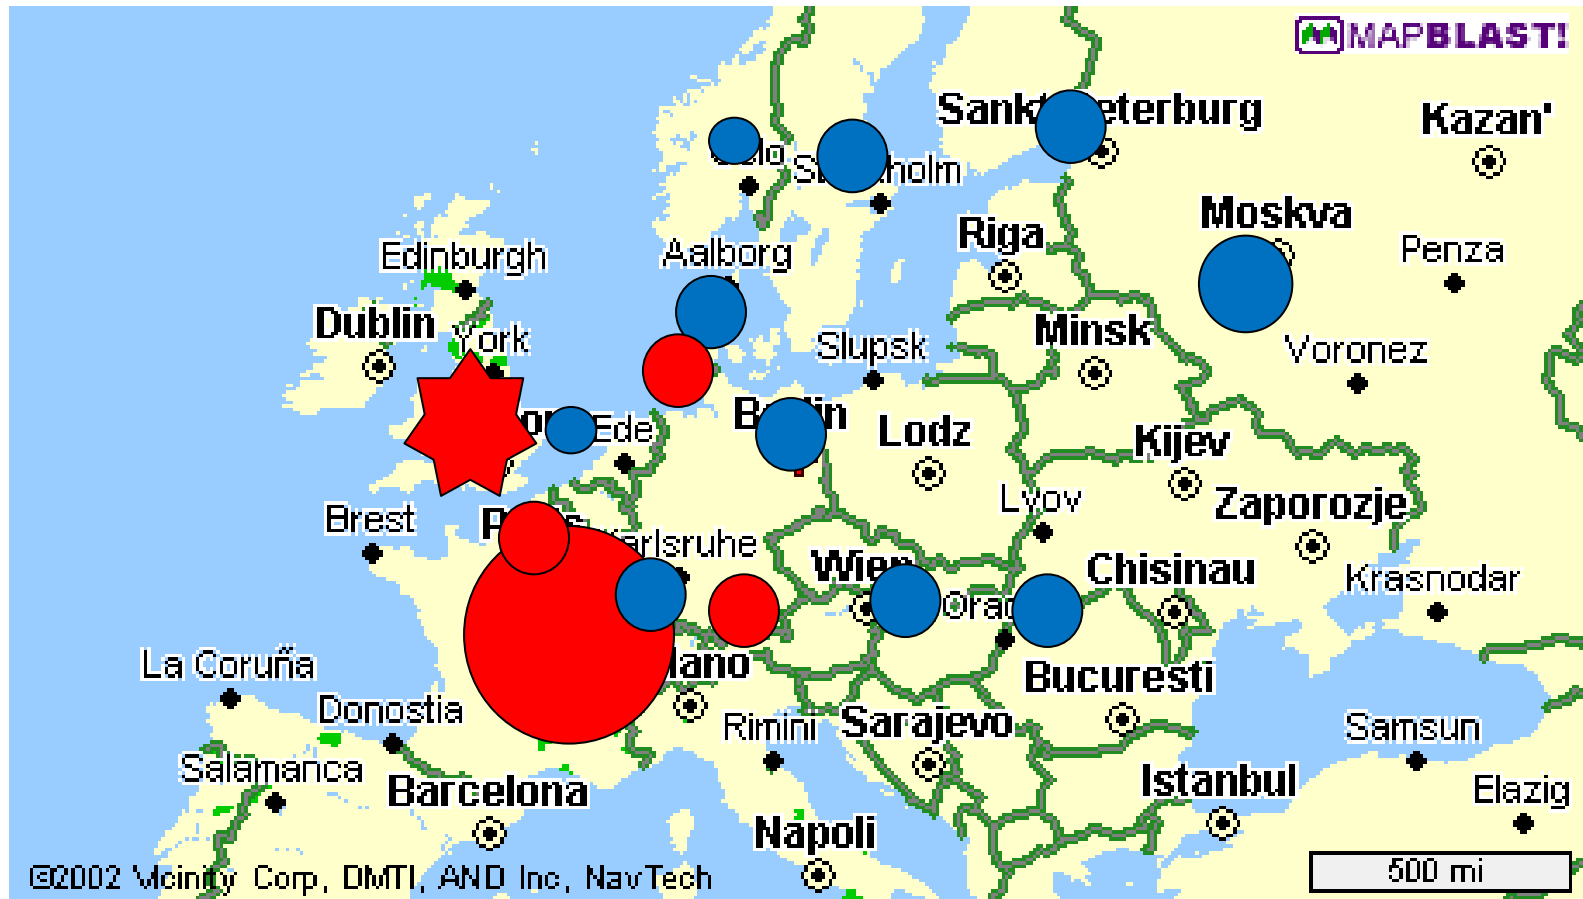 MAPBLAST!
Kazan'
Moskva
Riga
Penza
Edinburgh
Aalborg
Dublin
York
Minsk
Slupsk
Voronez
Ede
Lodz
Kijev
Lvov
Zaporozje
Brest
Chisinau
Krasnodar
La Coruña
Bucuresti
Donostia
Rimini
Sarajevo
Samsun
Salamanca
Barcelona
Istanbul
Elazig
Napoli
©2002 Vicinity Corp, DMTI, AND Inc, NavTech
500 mi